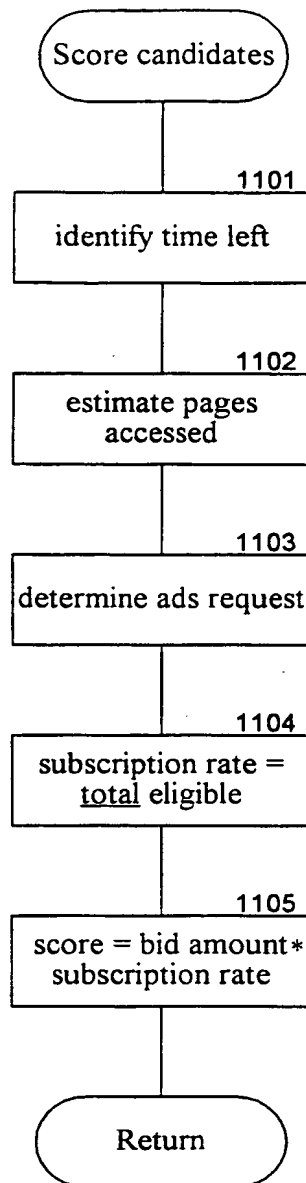 Score candidates
1101
identify time left
1102
estimate pages
accessed
1103
determine ads request
1104
subscription rate =
total eligible
1105
score = bid amount*
subscription rate
Return